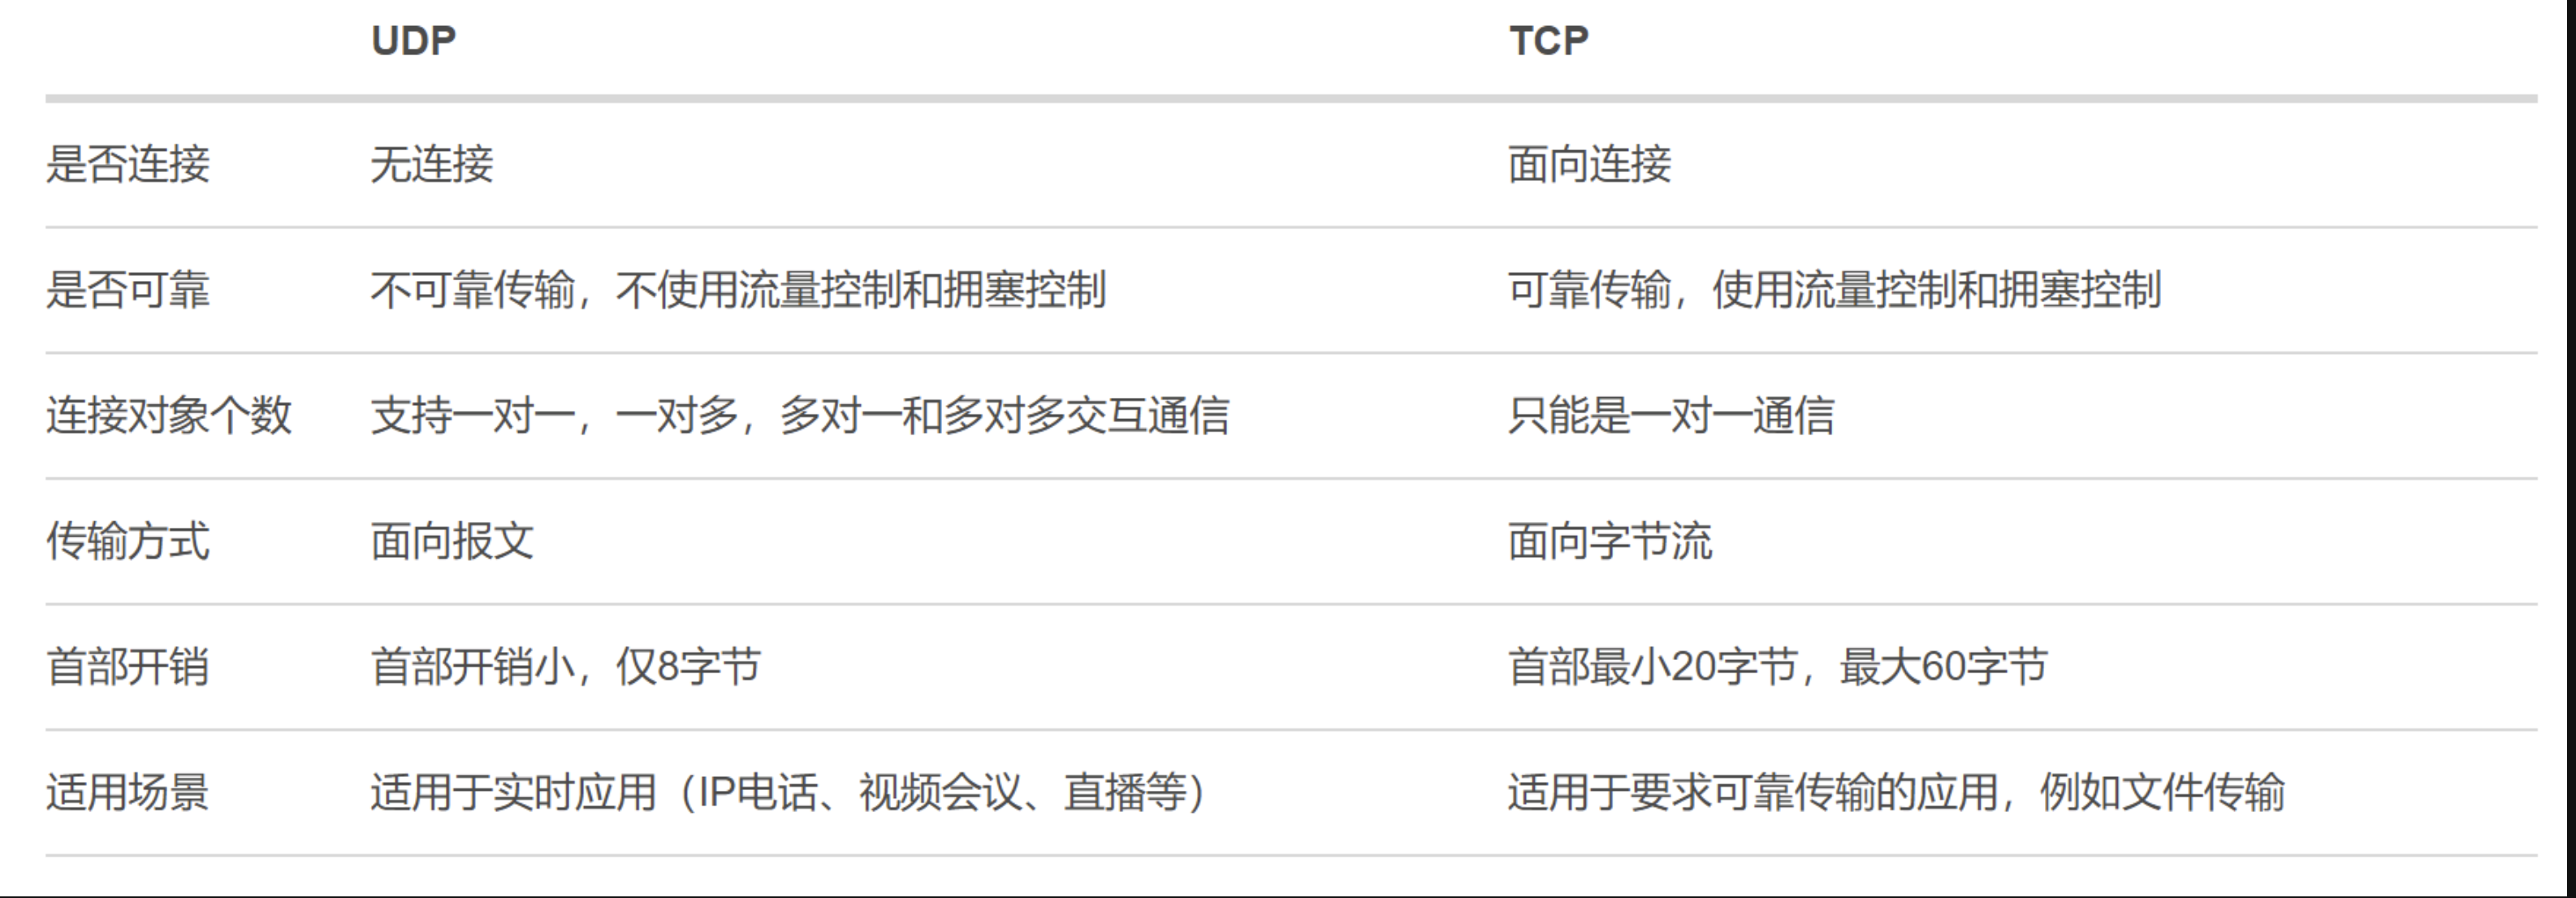 UDP TCP
是否连接 无连接 面向连接
是否可靠 不可靠传输，不使用流量控制和拥塞控制 可靠传输，使用流量控制和拥塞控制
连接对象个数 支持一对一，一对多，多对一和多对多交互通信 只能是一对一通信
传输方式 面向报文 面向字节流
首部开销 首部开销小，仅8字节 首部最小20字节，最大60字节
适用场景 适用于实时应用（IP电话、视频会议、直播等） 适用于要求可靠传输的应用，例如文件传输